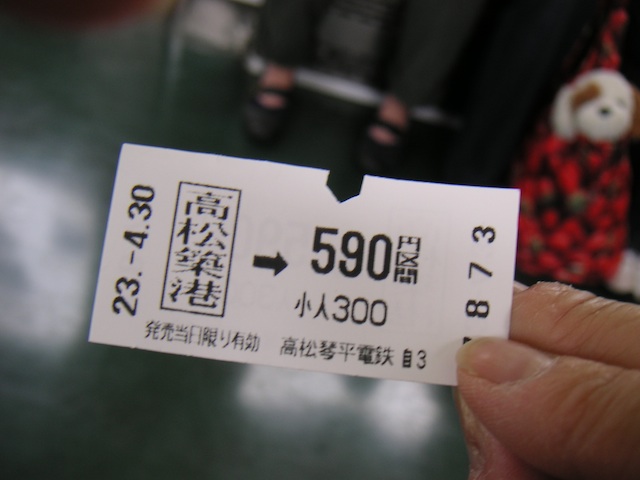 23.-4.30
高松築港
➡ 590円区間
小人300
発売当日限り有効
高松琴平電鉄 自3
873